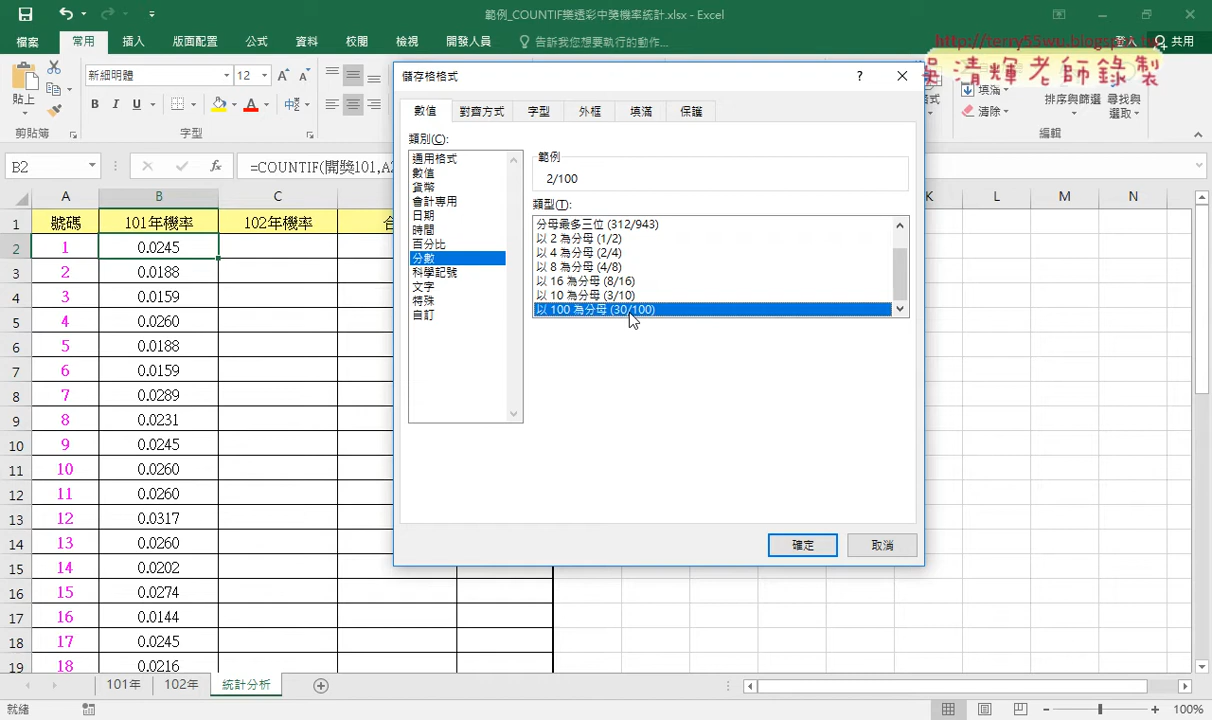 範例_COUNTIF樂透彩中獎機率統計.xlsx - Excel
檔案 常用 插入 版面配置 公式 資料 校閱 檢視 開發人員 告訴我您想要執行的動作... 登入 共用
http://terry55wu.blogspot.tw
吳清輝老師錄製
貼上
新細明體 12
B I U
剪貼簿 字型 編輯
填滿
清除
排序與篩選 尋找與選取
儲存格格式
數值 對齊方式 字型 外框 填滿 保護
類別(C):
通用格式
數值
貨幣
會計專用
日期
時間
百分比
分數
科學記號
文字
特殊
自訂
範例
2/100
類型(T):
分母最多三位 (312/943)
以 2 為分母 (1/2)
以 4 為分母 (2/4)
以 8 為分母 (4/8)
以 16 為分母 (8/16)
以 10 為分母 (3/10)
以 100 為分母 (30/100)
確定 取消
B2 =COUNTIF(開獎101,A2
A B C K L M N
1 號碼 101年機率 102年機率 合
2 1 0.0245
3 2 0.0188
4 3 0.0159
5 4 0.0260
6 5 0.0188
7 6 0.0159
8 7 0.0289
9 8 0.0231
10 9 0.0245
11 10 0.0260
12 11 0.0260
13 12 0.0317
14 13 0.0260
15 14 0.0202
16 15 0.0274
17 16 0.0144
18 17 0.0245
19 18 0.0216
101年 102年 統計分析
就緒 100%